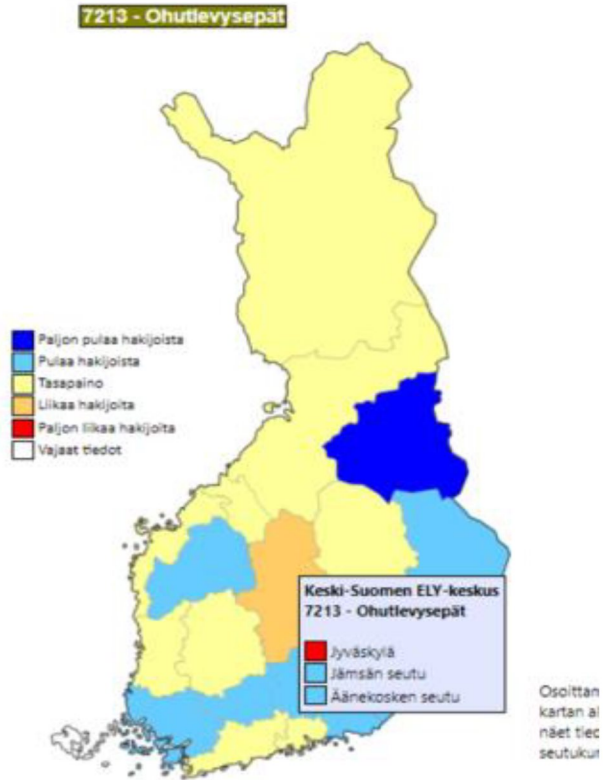 7213 - Ohutlevysepät
Paljon pulaa hakijoista
Pulaa hakijoista
Tasapaino
Liikaa hakijoita
Paljon liikaa hakijoita
Vajaat tiedot
Keski-Suomen ELY-keskus
7213 - Ohutlevysepät
Jyväskylä
Jämsän seutu
Äänekosken seutu
Osoittan
kartan al
näet tied
seutukun